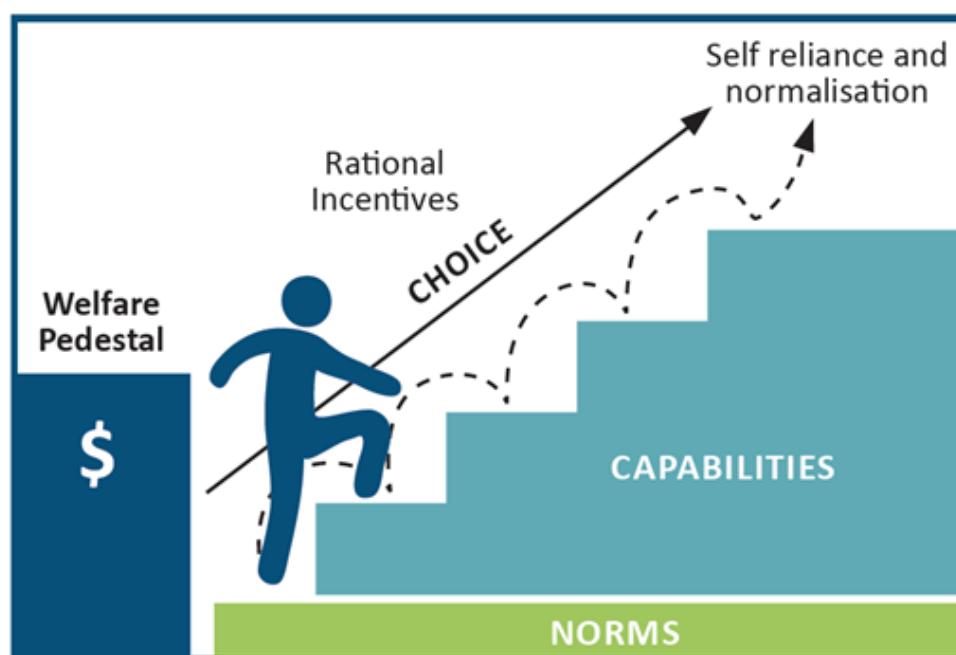 Self reliance and
normalisation
Rational
Incentives
CHOICE
Welfare
Pedestal
$
CAPABILITIES
NORMS